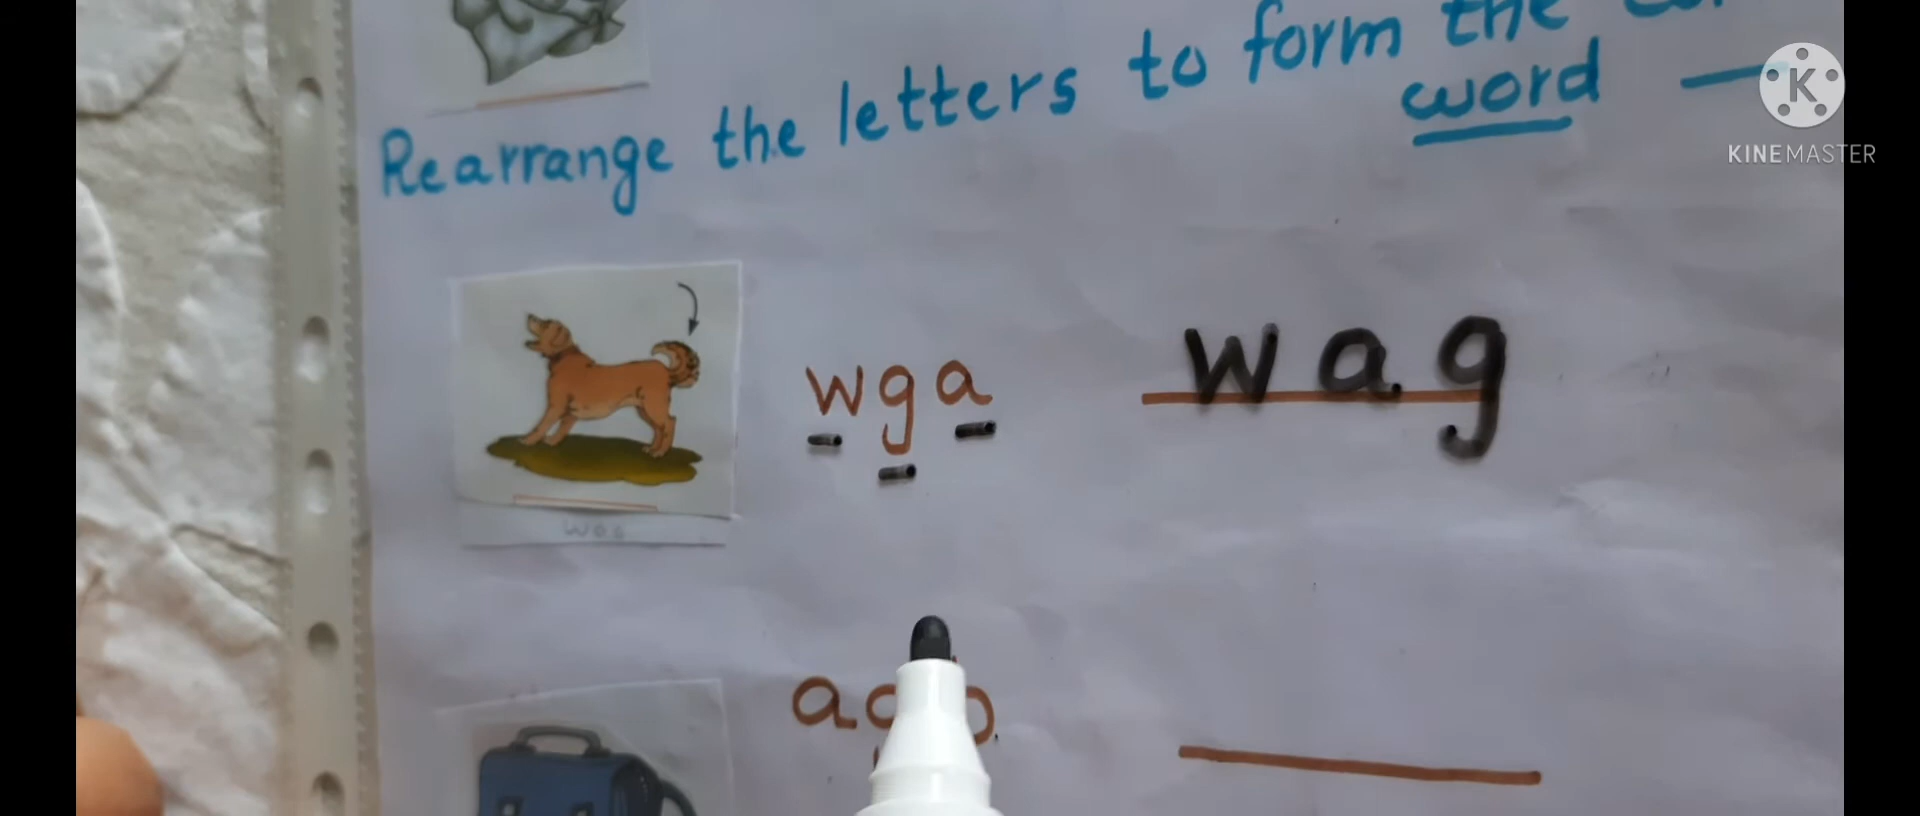 Rearrange the letters to form the
word —
KINEMASTER
wga
wag